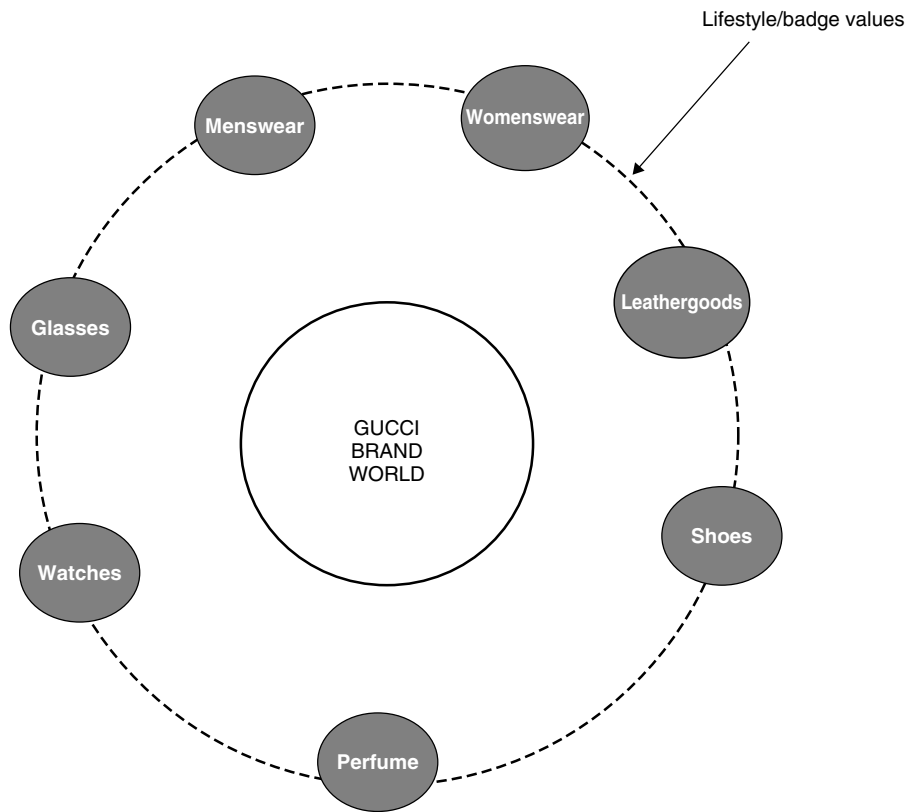 Lifestyle/badge values
Menswear
Womenswear
Glasses
Leathergoods
GUCCI
BRAND
WORLD
Watches
Shoes
Perfume